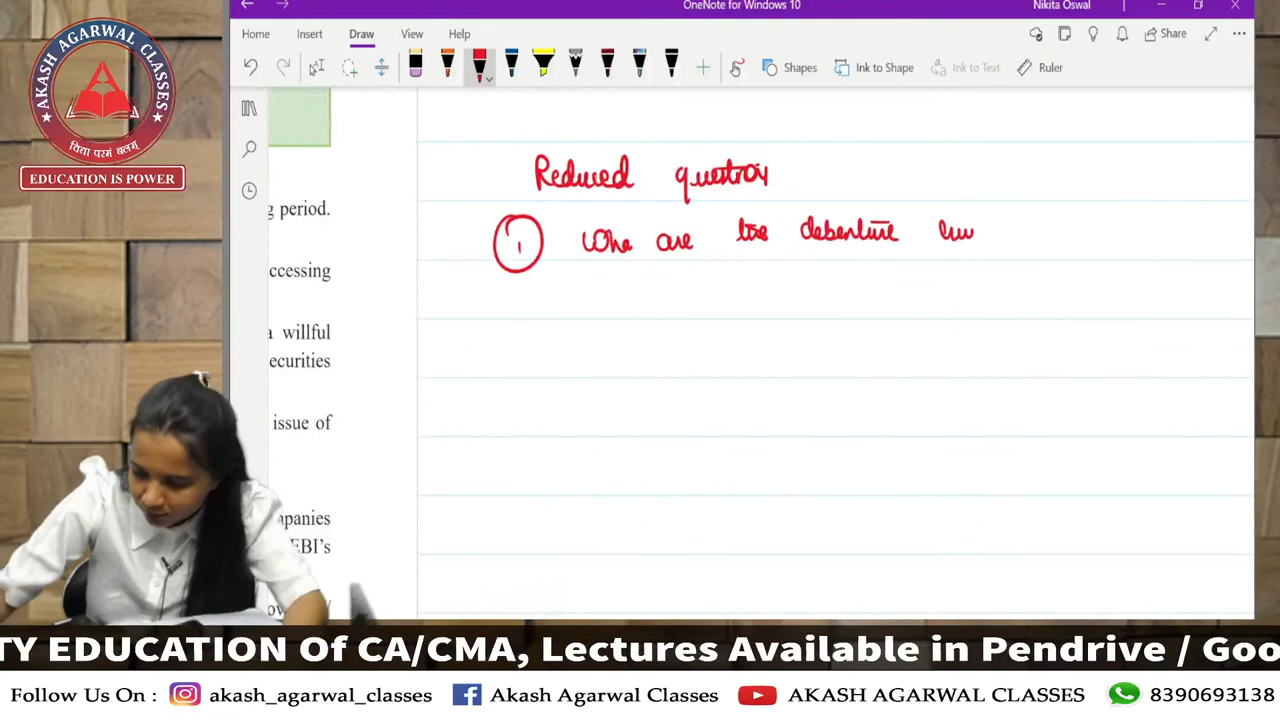 OneNote for Windows 10
Nikita Oswal
AKASH AGARWAL CLASSES
विद्या परमं बलम्
EDUCATION IS POWER
Home Insert Draw View Help
Share
Shapes
Ink to Shape
Ink to Text
Ruler
g period.
ccessing
a willful
ecurities
issue of
mpanies
EBI's
Reduced question
1 Who are the debenture
TY EDUCATION Of CA/CMA, Lectures Available in Pendrive / Goo
Follow Us On : akash_agarwal_classes Akash Agarwal Classes AKASH AGARWAL CLASSES 8390693138